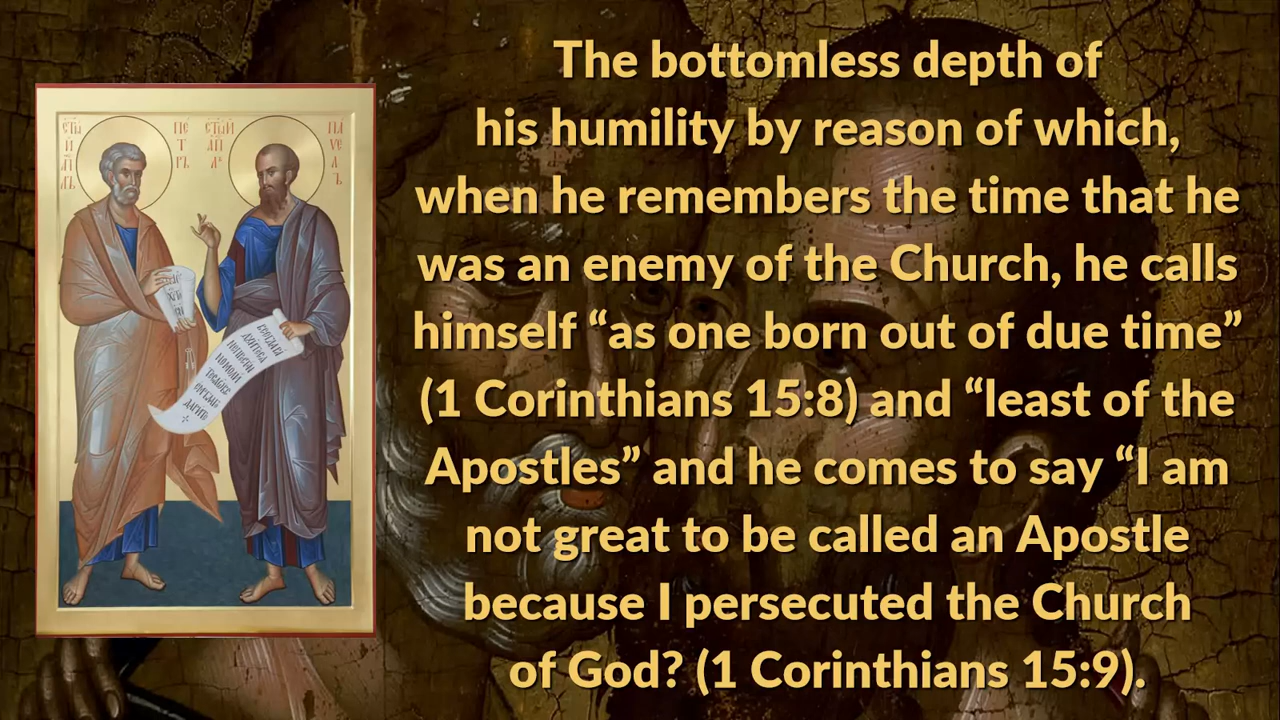 The bottomless depth of
his humility by reason of which,
when he remembers the time that he
was an enemy of the Church, he calls
himself “as one born out of due time”
(1 Corinthians 15:8) and “least of the
Apostles” and he comes to say “I am
not great to be called an Apostle
because I persecuted the Church
of God? (1 Corinthians 15:9).